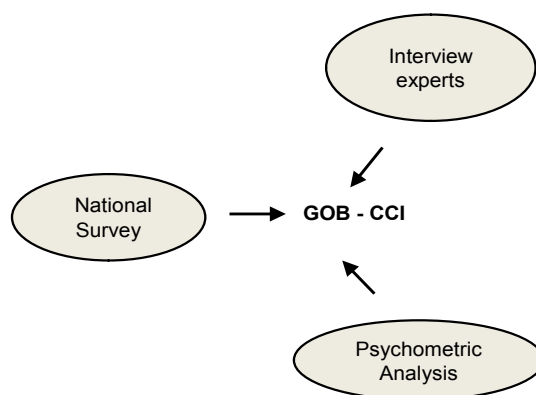 Interview
experts
National
Survey
GOB - CCI
Psychometric
Analysis